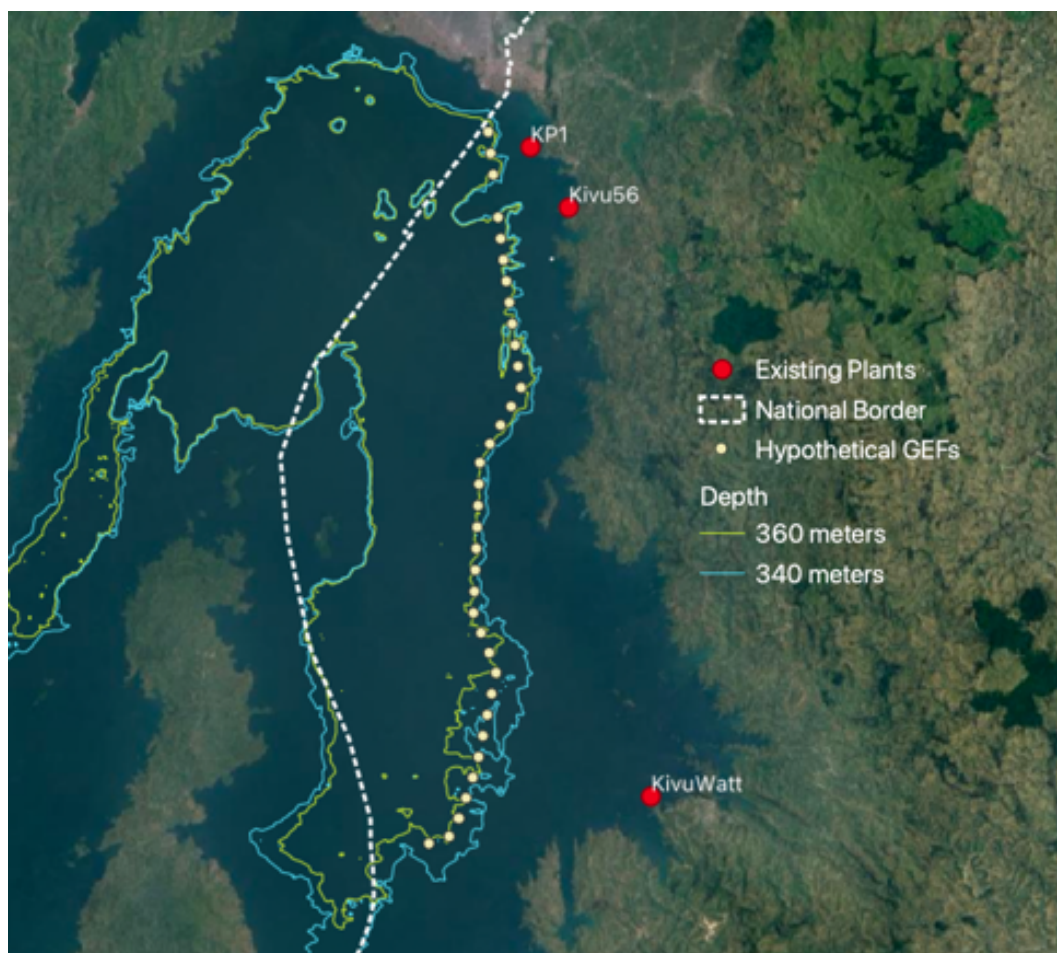 KP1
Kivu56
Existing Plants
National Border
Hypothetical GEFs
Depth
360 meters
340 meters
KivuWatt